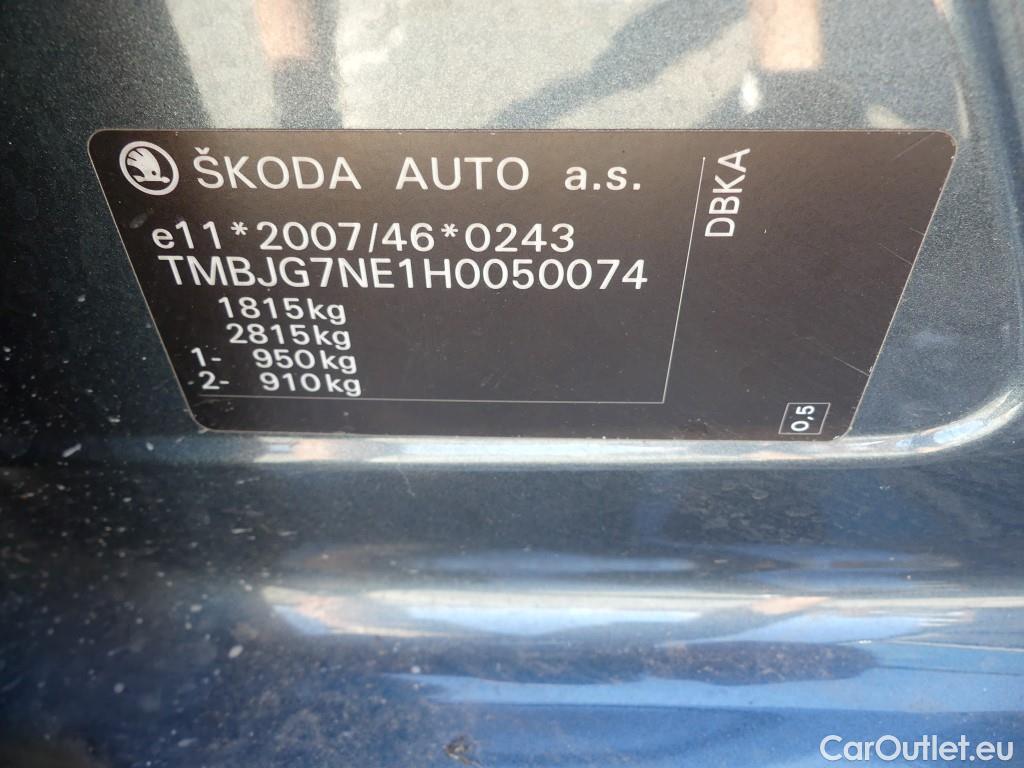 ŠKODA AUTO a.s.
e11*2007/46*0243
TMBJG7NE1H0050074
1815kg
2815kg
1- 950kg
2- 910kg
DBKA
0,5
CarOutlet.eu